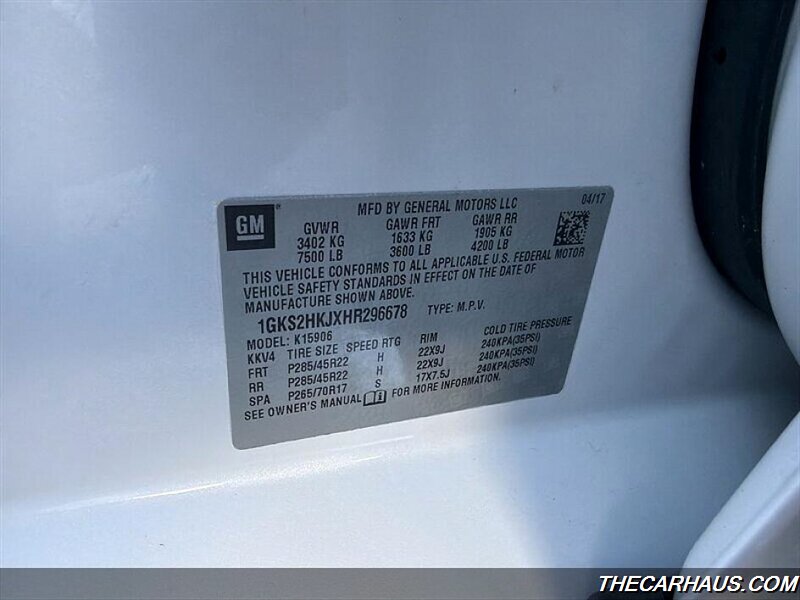 GM
MFD BY GENERAL MOTORS LLC 04/17
GVWR GAWR FRT GAWR RR
3402 KG 1633 KG 1905 KG
7500 LB 3600 LB 4200 LB
THIS VEHICLE CONFORMS TO ALL APPLICABLE U.S. FEDERAL MOTOR
VEHICLE SAFETY STANDARDS IN EFFECT ON THE DATE OF
MANUFACTURE SHOWN ABOVE.
1GKS2HKJXHR296678 TYPE: M.P.V.
MODEL: K15906
KKV4 TIRE SIZE SPEED RTG RIM COLD TIRE PRESSURE
FRT P285/45R22 H 22X9J 240KPA(35PSI)
RR P285/45R22 H 22X9J 240KPA(35PSI)
SPA P265/70R17 S 17X7.5J 240KPA(35PSI)
SEE OWNER'S MANUAL FOR MORE INFORMATION.
THECARHAUS.COM